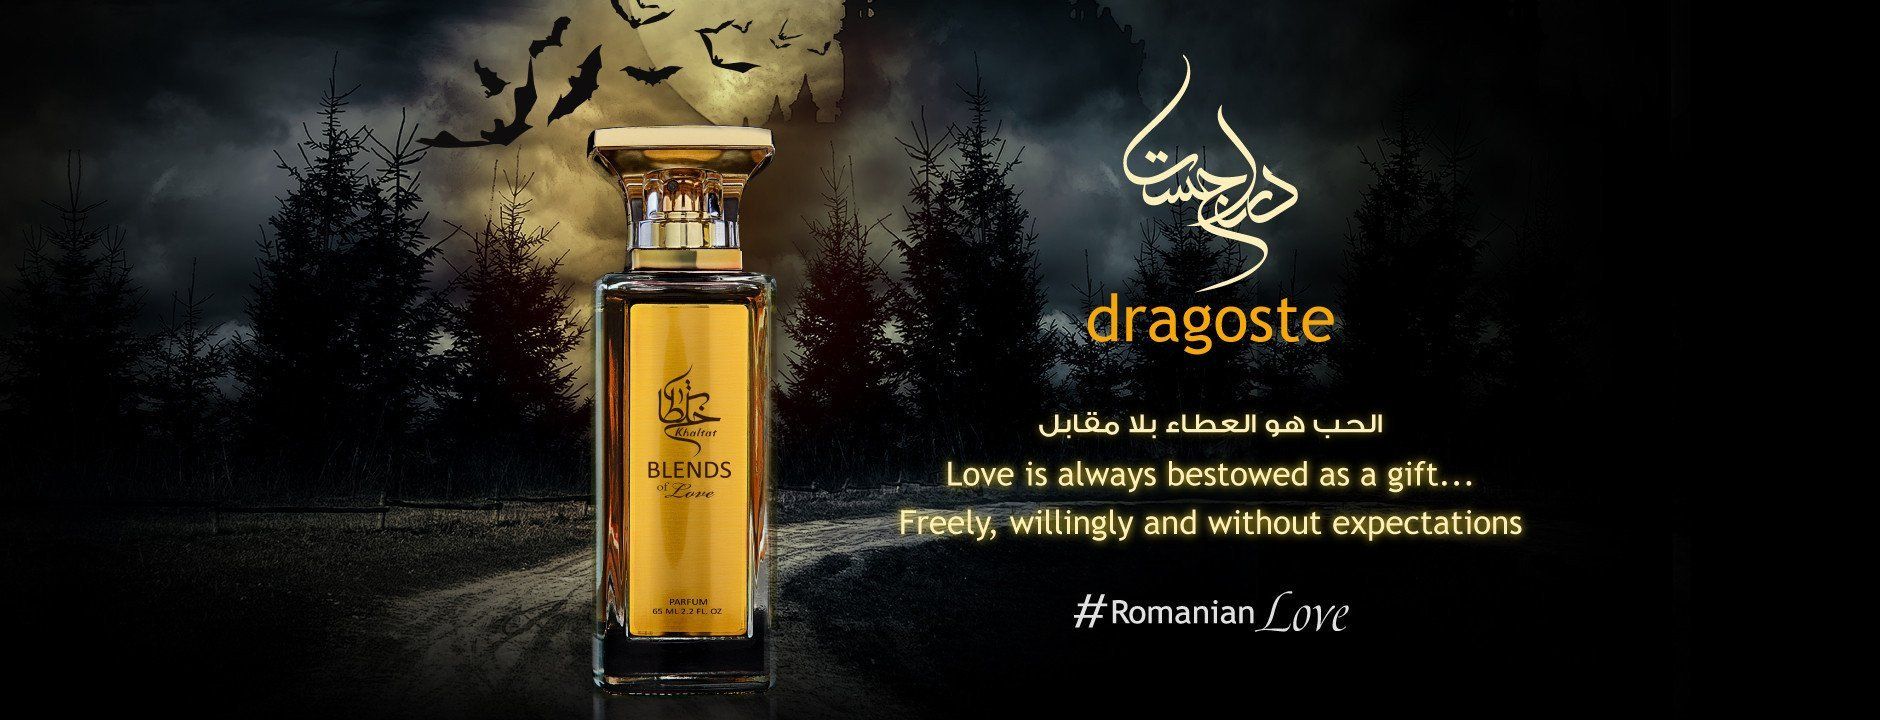 دراجست
dragoste
الحب هو العطاء بلا مقابل
Love is always bestowed as a gift...
Freely, willingly and without expectations
#Romanian Love
خلطات
Khaltat
BLENDS
of Love
PARFUM
65 ML 2.2 FL. OZ